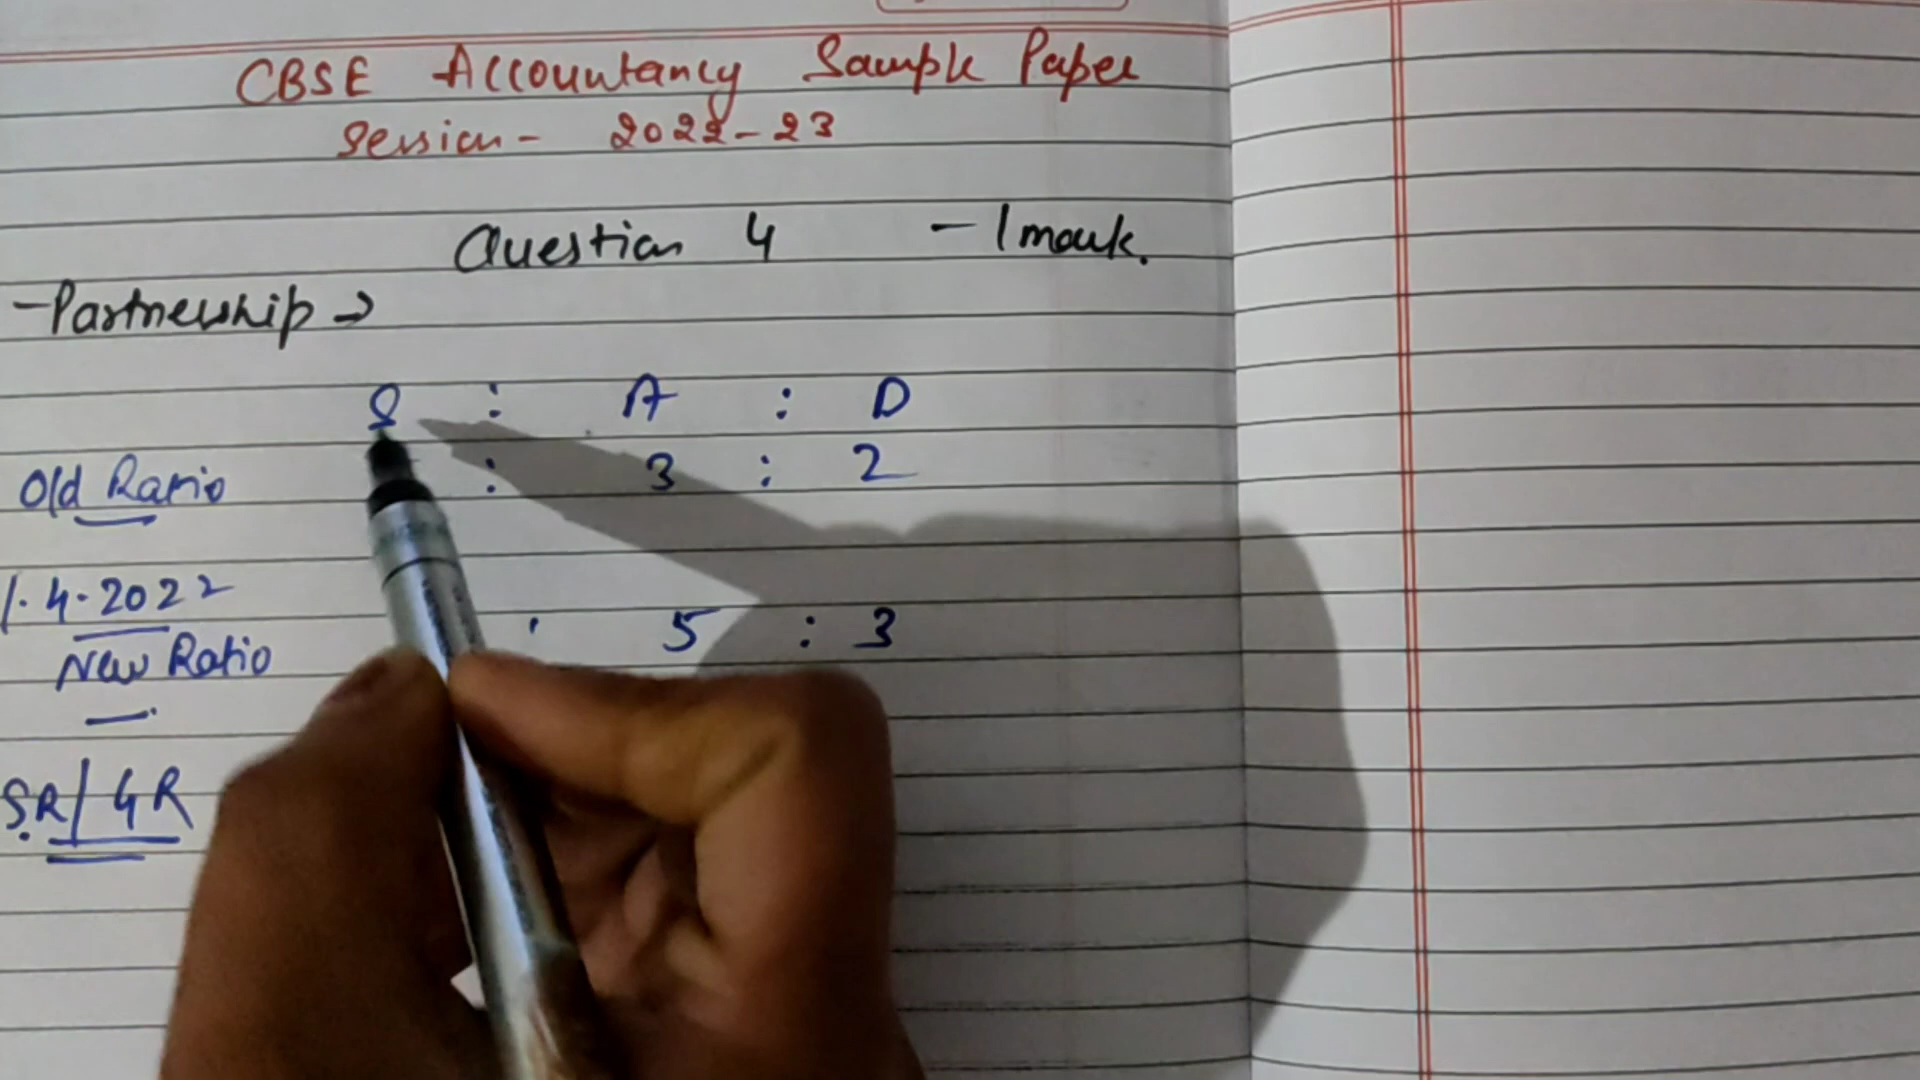 CBSE Accountancy Sample Paper
Session - 2022-23
Question 4 - 1 mark.
- Partnership →
S : A : D
Old Ratio : 3 : 2
1.4.2022
New Ratio : 5 : 3
SR/GR